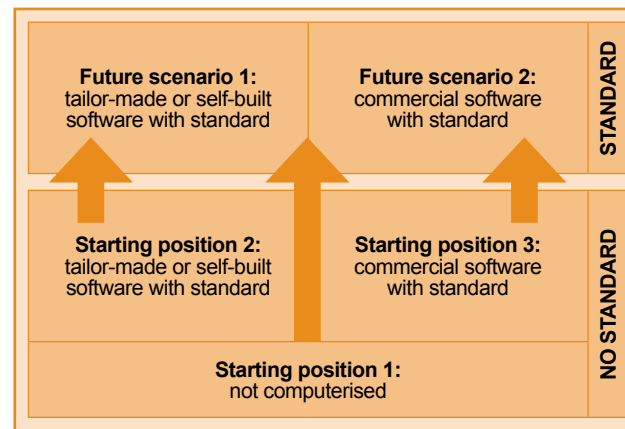 Future scenario 1:
tailor-made or self-built
software with standard
Future scenario 2:
commercial software
with standard
STANDARD
Starting position 2:
tailor-made or self-built
software with standard
Starting position 3:
commercial software
with standard
NO STANDARD
Starting position 1:
not computerised